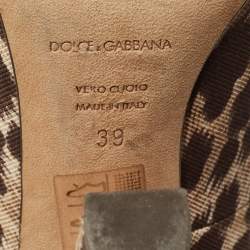 DOLCE & GABBANA
VERO CUOIO
MADE IN ITALY
39